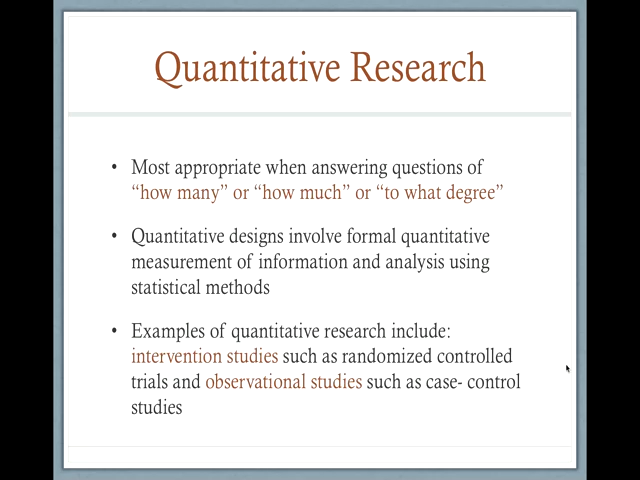 Quantitative Research
• Most appropriate when answering questions of
“how many” or “how much” or “to what degree”
• Quantitative designs involve formal quantitative
measurement of information and analysis using
statistical methods
• Examples of quantitative research include:
intervention studies such as randomized controlled
trials and observational studies such as case- control
studies